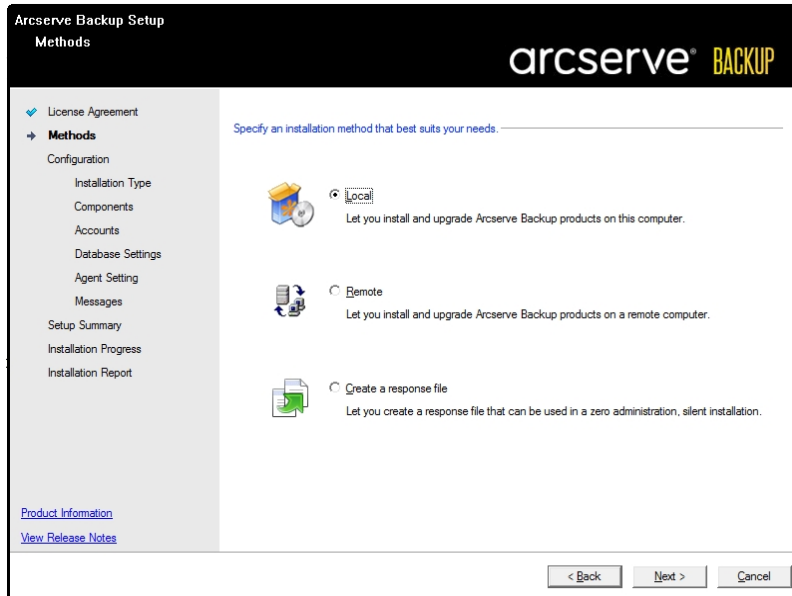 Arcserve Backup Setup
Methods
arcserve® BACKUP
License Agreement
Methods
Configuration
Installation Type
Components
Accounts
Database Settings
Agent Setting
Messages
Setup Summary
Installation Progress
Installation Report
Product Information
View Release Notes
Specify an installation method that best suits your needs.
Local
Let you install and upgrade Arcserve Backup products on this computer.
Remote
Let you install and upgrade Arcserve Backup products on a remote computer.
Create a response file
Let you create a response file that can be used in a zero administration, silent installation.
< Back
Next >
Cancel